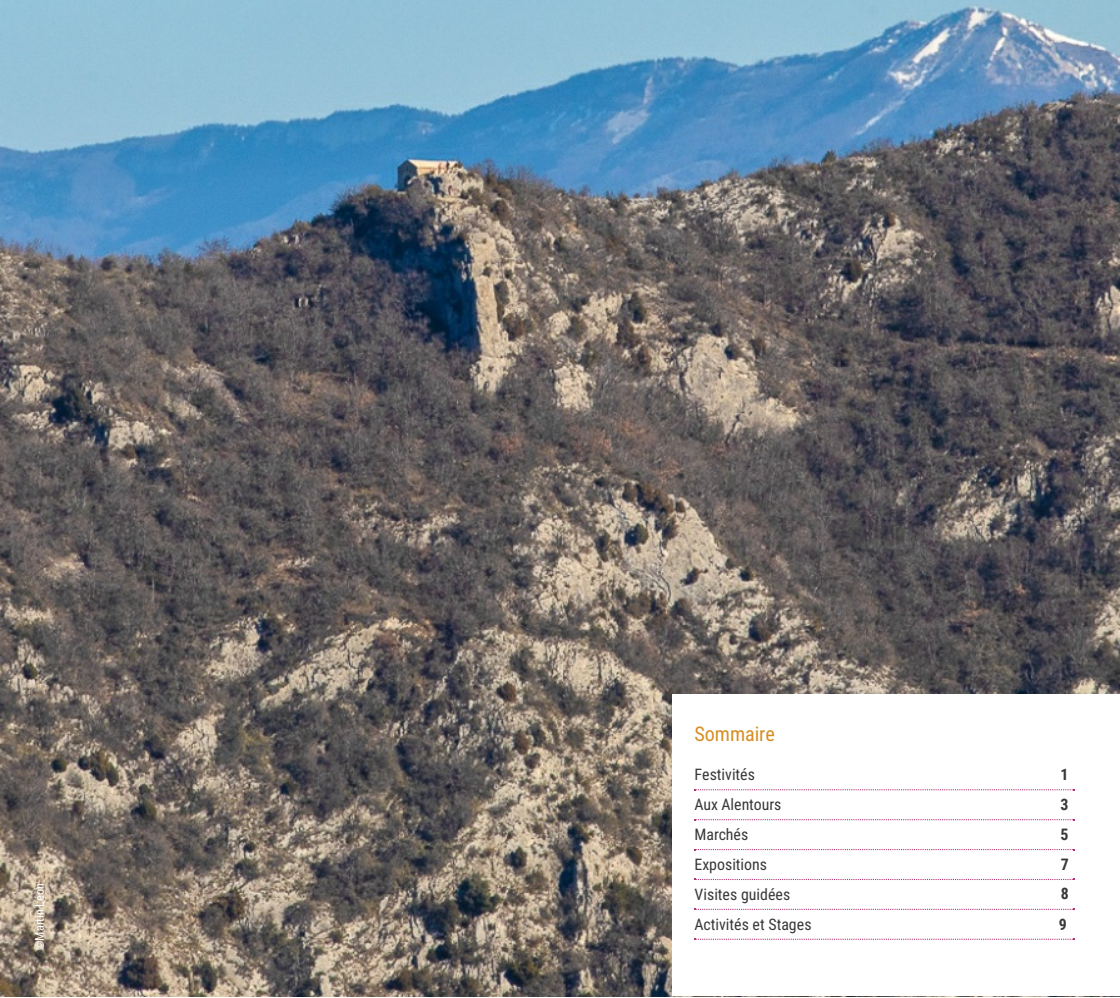 Sommaire
Festivités 1
Aux Alentours 3
Marchés 5
Expositions 7
Visites guidées 8
Activités et Stages 9